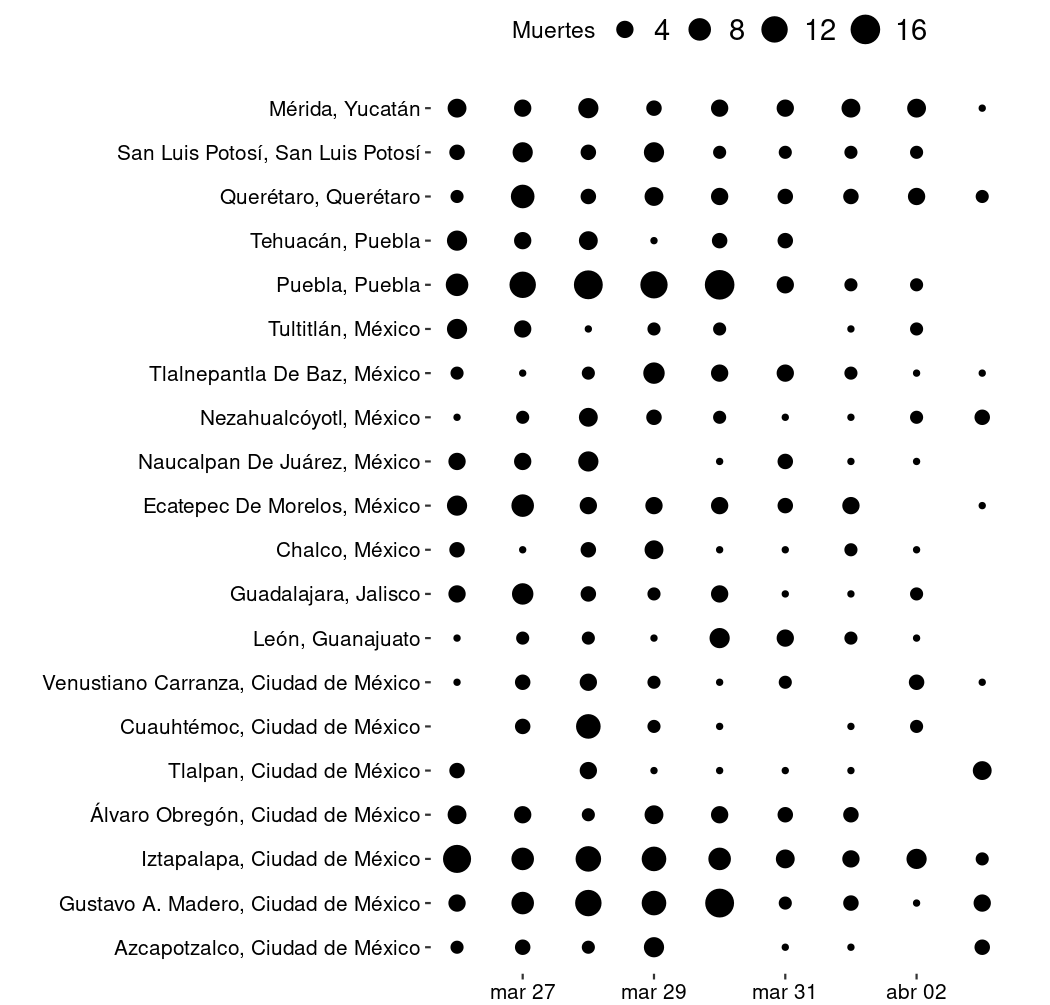 Muertes 4 8 12 16
Mérida, Yucatán
San Luis Potosí, San Luis Potosí
Querétaro, Querétaro
Tehuacán, Puebla
Puebla, Puebla
Tultitlán, México
Tlalnepantla De Baz, México
Nezahualcóyotl, México
Naucalpan De Juárez, México
Ecatepec De Morelos, México
Chalco, México
Guadalajara, Jalisco
León, Guanajuato
Venustiano Carranza, Ciudad de México
Cuauhtémoc, Ciudad de México
Tlalpan, Ciudad de México
Álvaro Obregón, Ciudad de México
Iztapalapa, Ciudad de México
Gustavo A. Madero, Ciudad de México
Azcapotzalco, Ciudad de México
mar 27 mar 29 mar 31 abr 02